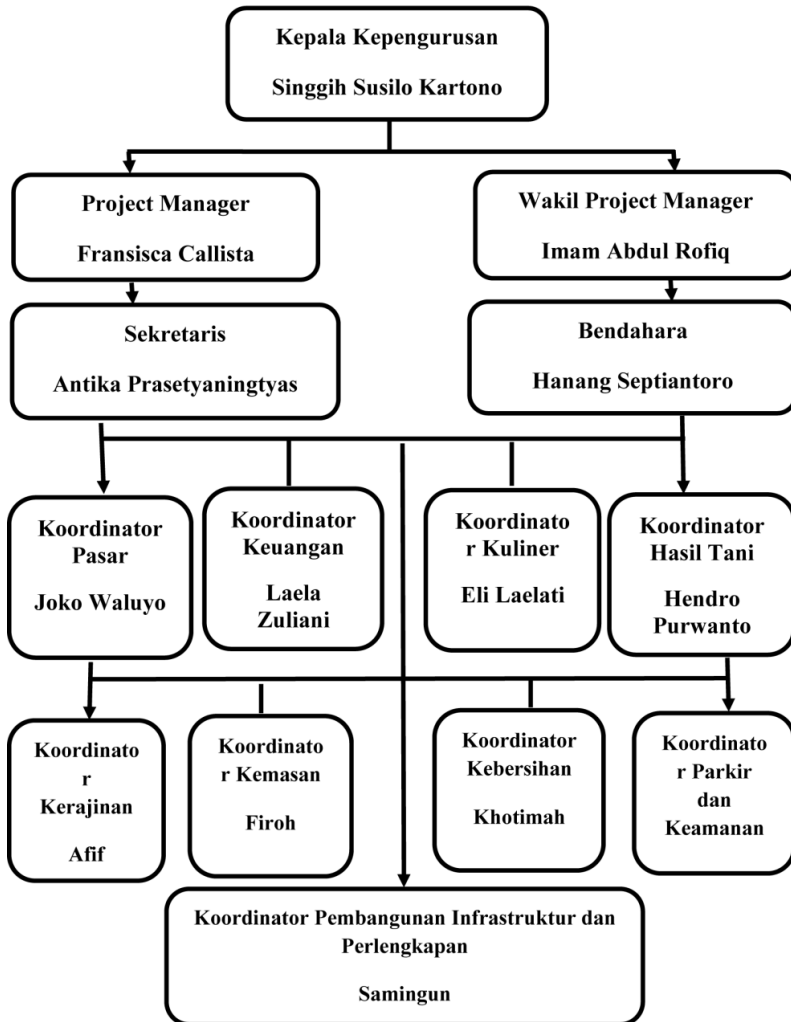 Kepala Kepengurusan
Singgih Susilo Kartono
Project Manager
Fransisca Callista
Wakil Project Manager
Imam Abdul Rofiq
Sekretaris
Antika Prasetyaningtyas
Bendahara
Hanang Septiantoro
Koordinator
Pasar
Joko Waluyo
Koordinator
Keuangan
Laela
Zuliani
Koordinato
r Kuliner
Eli Laelati
Koordinator
Hasil Tani
Hendro
Purwanto
Koordinato
r
Kerajinan
Afif
Koordinato
r Kemasan
Firoh
Koordinator
Kebersihan
Khotimah
Koordinato
r Parkir
dan
Keamanan
Koordinator Pembangunan Infrastruktur dan
Perlengkapan
Samingun